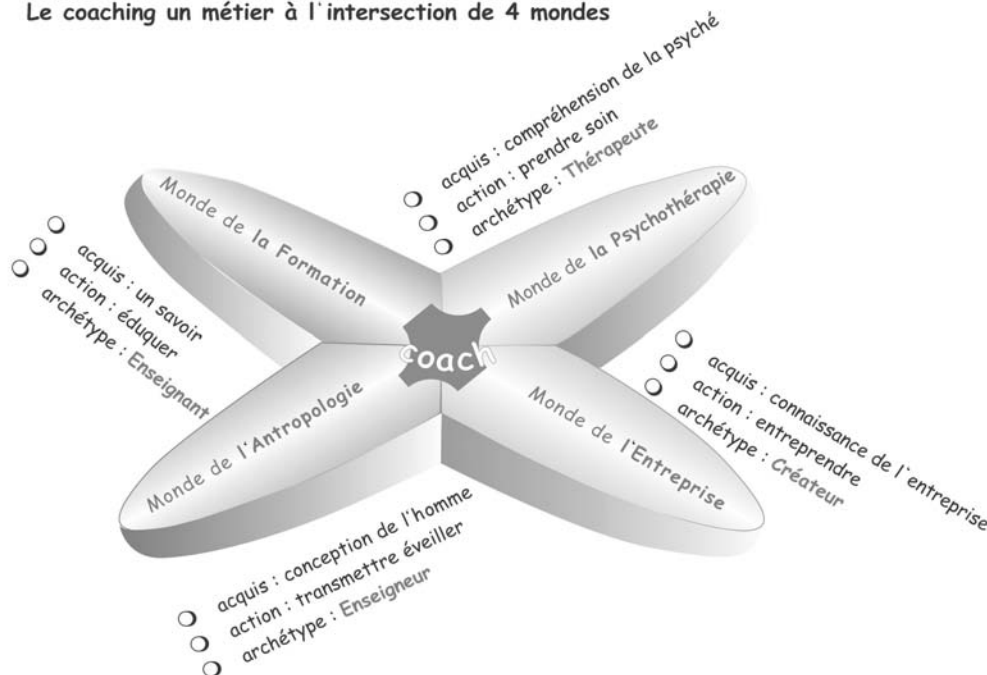 Le coaching un métier à l'intersection de 4 mondes
acquis : compréhension de la psyché
action : prendre soin
archétype : Thérapeute
Monde de la Formation
Monde de la Psychothérapie
acquis : un savoir
action : éduquer
archétype : Enseignant
coach
acquis : connaissance de l'entreprise
action : entreprendre
archétype : Créateur
Monde de l'Antropologie
Monde de l'Entreprise
acquis : conception de l'homme
action : transmettre éveiller
archétype : Enseigneur